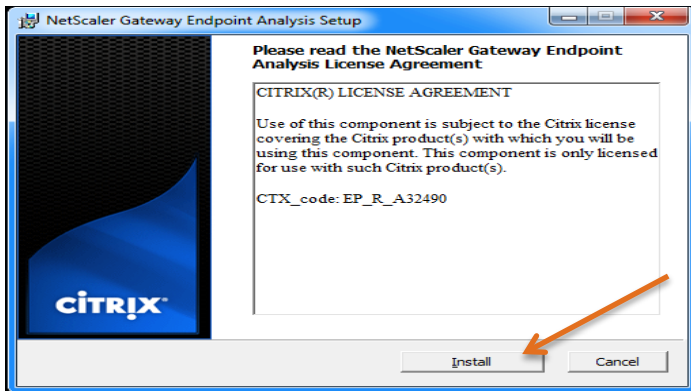 NetScaler Gateway Endpoint Analysis Setup
Please read the NetScaler Gateway Endpoint
Analysis License Agreement
CITRIX(R) LICENSE AGREEMENT
Use of this component is subject to the Citrix license
covering the Citrix product(s) with which you will be
using this component. This component is only licensed
for use with such Citrix product(s).
CTX_code: EP_R_A32490
CİTRIX
Install
Cancel